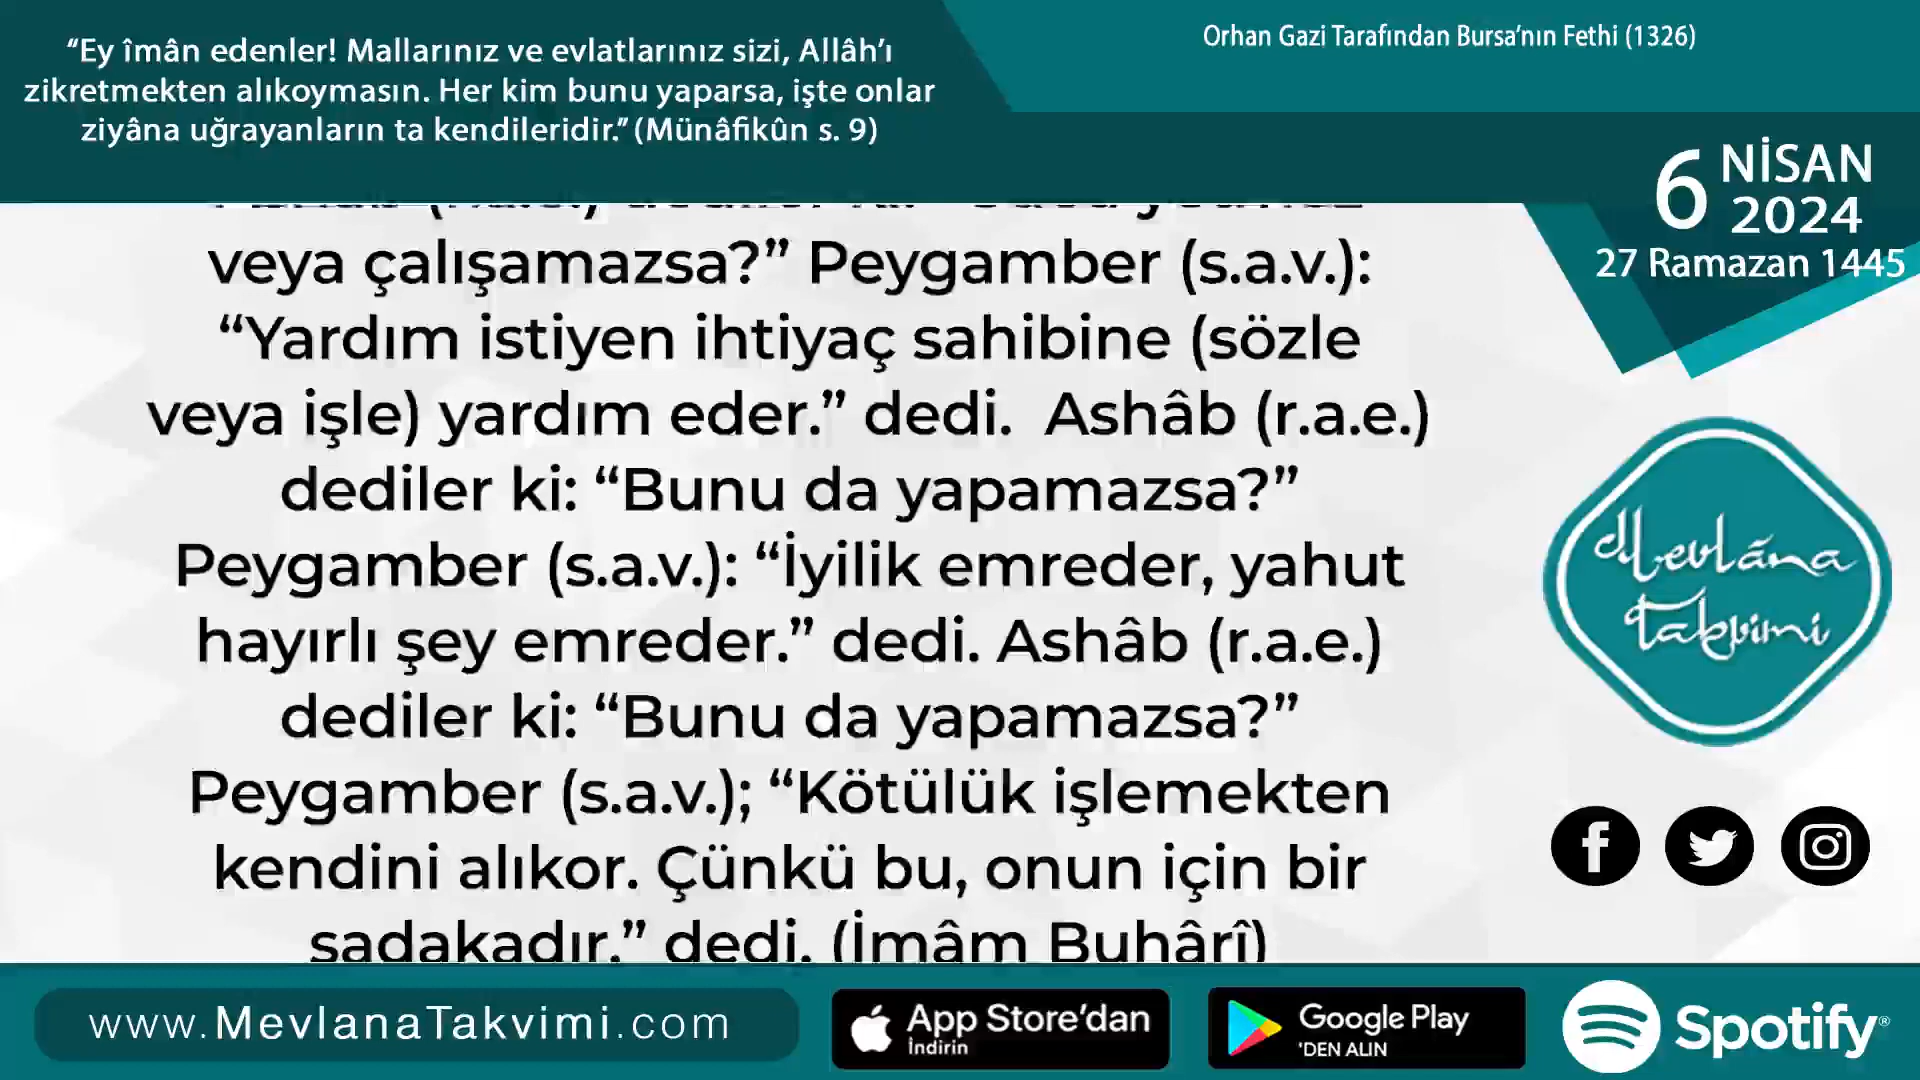 “Ey îmân edenler! Mallarınız ve evlatlarınız sizi, Allâh’ı
zikretmekten alıkoymasın. Her kim bunu yaparsa, işte onlar
ziyâna uğrayanların ta kendileridir.” (Münâfikûn s. 9)
Orhan Gazi Tarafından Bursa’nın Fethi (1326)
6 NİSAN
2024
27 Ramazan 1445
veya çalışamazsa?” Peygamber (s.a.v.):
“Yardım istiyen ihtiyaç sahibine (sözle
veya işle) yardım eder.” dedi. Ashâb (r.a.e.)
dediler ki: “Bunu da yapamazsa?”
Peygamber (s.a.v.): “İyilik emreder, yahut
hayırlı şey emreder.” dedi. Ashâb (r.a.e.)
dediler ki: “Bunu da yapamazsa?”
Peygamber (s.a.v.); “Kötülük işlemekten
kendini alıkor. Çünkü bu, onun için bir
sadakadır.” dedi. (İmâm Buhârî)
Mevlâna
Takvimi
www.MevlanaTakvimi.com
App Store’dan
İndirin
Google Play
'DEN ALIN
Spotify®